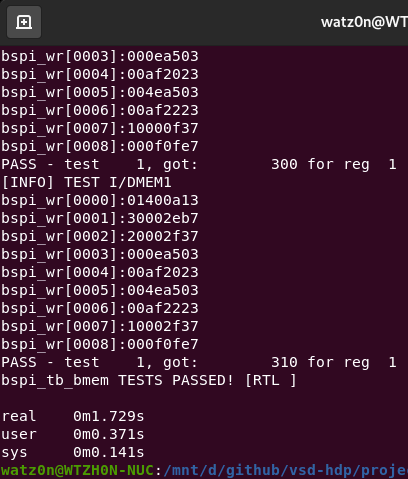 watz0n@WT
bspi_wr[0003]:000ea503
bspi_wr[0004]:00af2023
bspi_wr[0005]:004ea503
bspi_wr[0006]:00af2223
bspi_wr[0007]:10000f37
bspi_wr[0008]:000f0fe7
PASS - test    1, got:        300 for reg  1
[INFO] TEST I/DMEM1
bspi_wr[0000]:01400a13
bspi_wr[0001]:30002eb7
bspi_wr[0002]:20002f37
bspi_wr[0003]:000ea503
bspi_wr[0004]:00af2023
bspi_wr[0005]:004ea503
bspi_wr[0006]:00af2223
bspi_wr[0007]:10002f37
bspi_wr[0008]:000f0fe7
PASS - test    1, got:        310 for reg  1
bspi_tb_bmem TESTS PASSED! [RTL ]
real    0m1.729s
user    0m0.371s
sys     0m0.141s
watz0n@WTZH0N-NUC:/mnt/d/github/vsd-hdp/proje